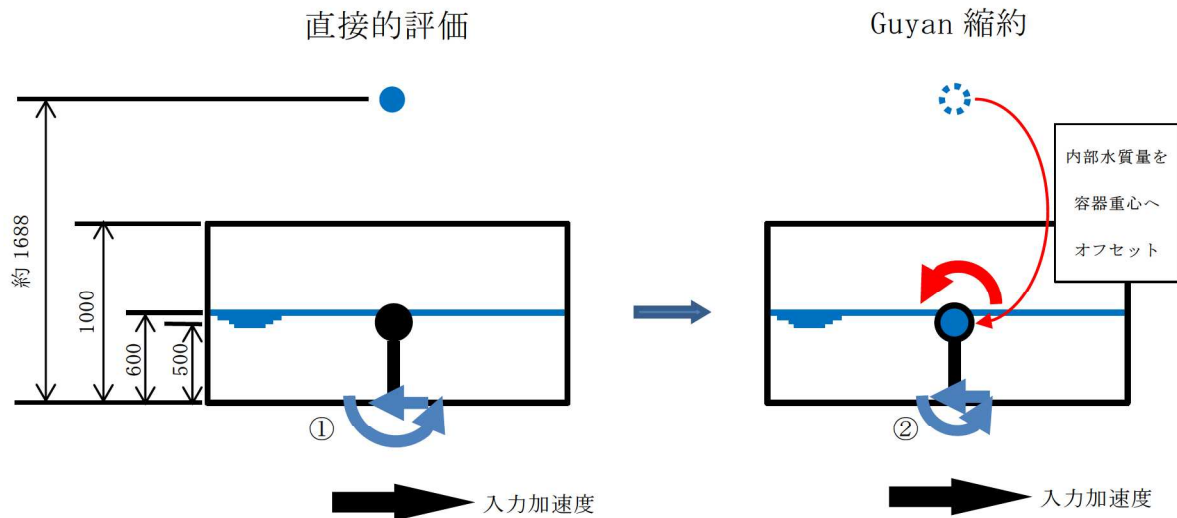 直接的評価
Guyan 縮約
約 1688
1000
600
500
内部水質量を
容器重心へ
オフセット
①
②
入力加速度
入力加速度